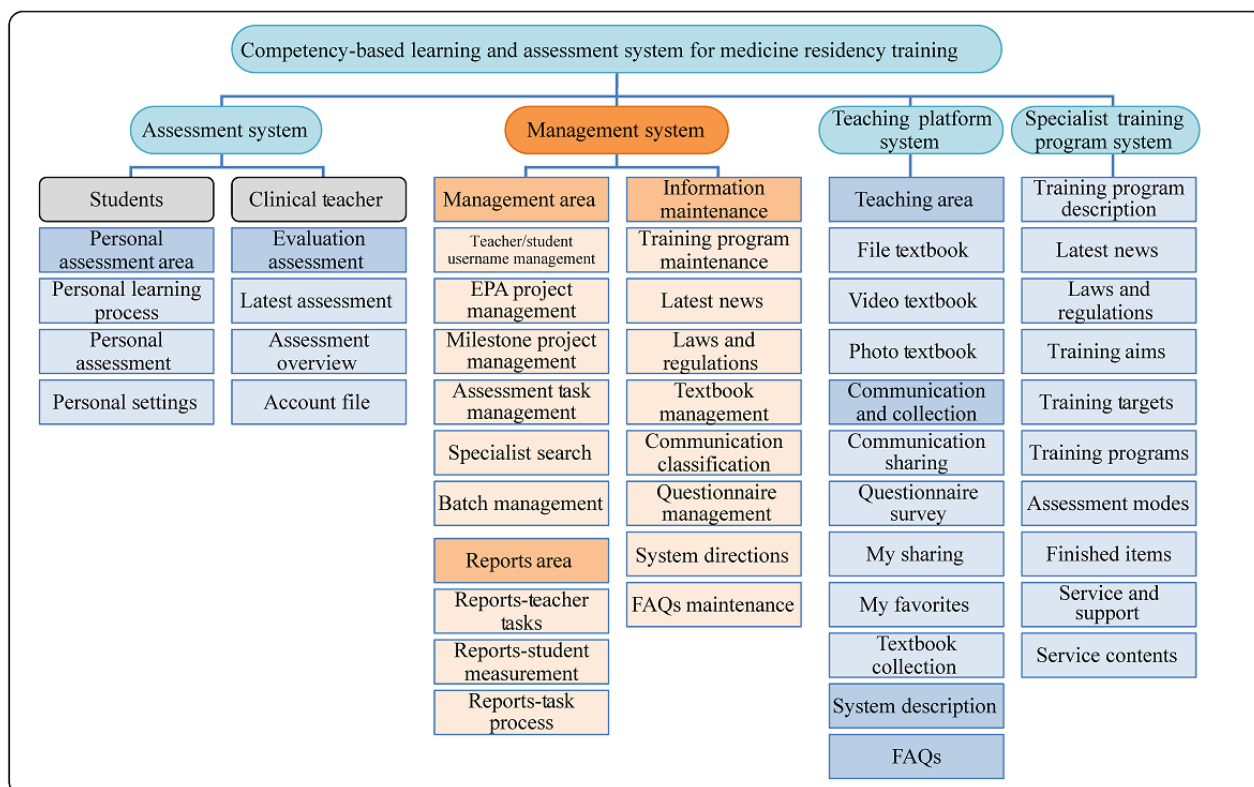 Competency-based learning and assessment system for medicine residency training
Assessment system
Students
Personal
assessment area
Personal learning
process
Personal
assessment
Personal settings
Clinical teacher
Evaluation
assessment
Latest assessment
Assessment
overview
Account file
Management system
Management area
Teacher/student
username management
EPA project
management
Milestone project
management
Assessment task
management
Specialist search
Batch management
Reports area
Reports-teacher
tasks
Reports-student
measurement
Reports-task
process
Information
maintenance
Training program
maintenance
Latest news
Laws and
regulations
Textbook
management
Communication
classification
Questionnaire
management
System directions
FAQs maintenance
Teaching platform
system
Teaching area
File textbook
Video textbook
Photo textbook
Communication
and collection
Communication
sharing
Questionnaire
survey
My sharing
My favorites
Textbook
collection
System description
FAQs
Specialist training
program system
Training program
description
Latest news
Laws and
regulations
Training aims
Training targets
Training programs
Assessment modes
Finished items
Service and
support
Service contents